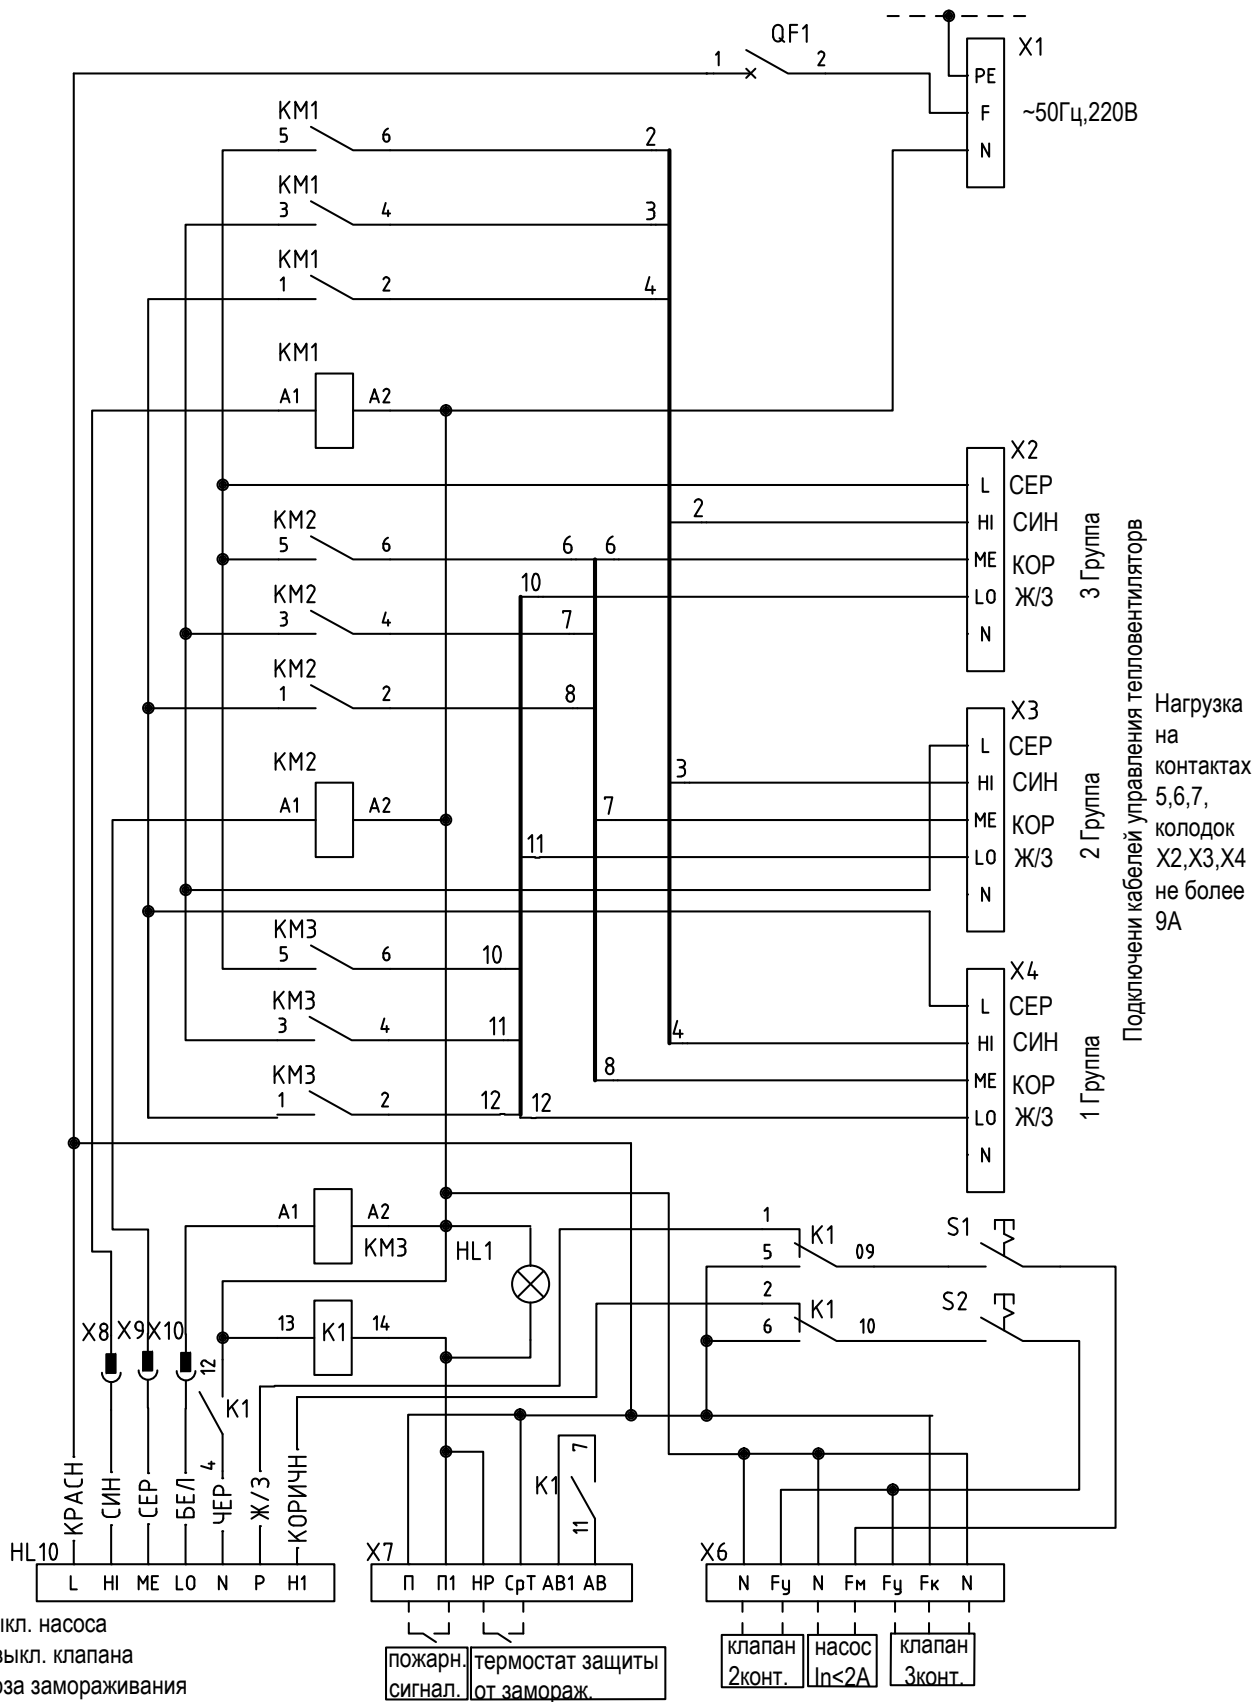 QF1
1 2
X1
PE
F ~50Гц,220В
N
KM1
5 6 2
KM1
3 4 3
KM1
1 2 4
KM1
A1 A2
X2
L СЕР
2
HI СИН
KM2
5 6 6 6
ME КОР
10
LO Ж/З
N
3 Группа
KM2
3 4 7
KM2
1 2 8
X3
L СЕР
KM2
3
HI СИН
A1 A2 7
ME КОР
11
LO Ж/З
N
2 Группа
Подключени кабелей управления тепловентиляторв
Нагрузка
на
контактах
5,6,7,
колодок
X2,X3,X4
не более
9А
KM3
5 6 10
X4
L СЕР
KM3
3 4 11
4
HI СИН
KM3
8
ME КОР
1 2 12 12
LO Ж/З
N
1 Группа
A1 A2
KM3
HL1
1
K1
S1
5 09
2
K1
S2
6 10
13 K1 14
X8 X9 X10
12
K1
4
КРАСН
СИН
СЕР
БЕЛ
ЧЕР
Ж/З
КОРИЧН
7
K1
11
HL10
L HI ME LO N P H1
X7
П П1 НР СрТ АВ1 АВ
X6
N Fу N Fм Fу Fк N
ыкл. насоса
выкл. клапана
оза замораживания
пожарн.
сигнал.
термостат защиты
от замораж.
клапан
2конт.
насос
In<2A
клапан
3конт.